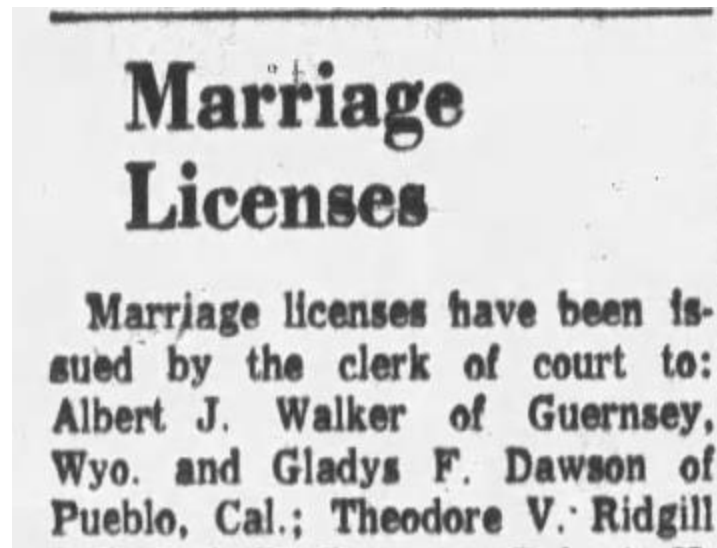 Marriage
Licenses
Marriage licenses have been is-
sued by the clerk of court to:
Albert J. Walker of Guernsey,
Wyo. and Gladys F. Dawson of
Pueblo, Cal.; Theodore V. Ridgill